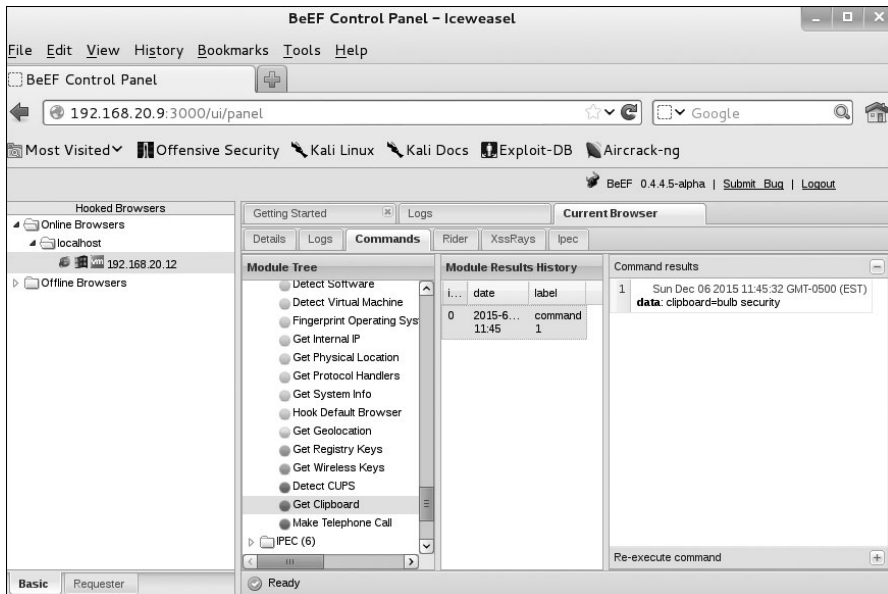 BeEF Control Panel – Iceweasel
File Edit View History Bookmarks Tools Help
BeEF Control Panel
192.168.20.9:3000/ui/panel
Google
Most Visited
Offensive Security
Kali Linux
Kali Docs
Exploit-DB
Aircrack-ng
BeEF 0.4.4.5-alpha | Submit Bug | Logout
Hooked Browsers
Online Browsers
localhost
192.168.20.12
Offline Browsers
Basic
Requester
Getting Started
Logs
Current Browser
Details
Logs
Commands
Rider
XssRays
Ipec
Module Tree
Detect Software
Detect Virtual Machine
Fingerprint Operating Sys
Get Internal IP
Get Physical Location
Get Protocol Handlers
Get System Info
Hook Default Browser
Get Geolocation
Get Registry Keys
Get Wireless Keys
Detect CUPS
Get Clipboard
Make Telephone Call
IPEC (6)
Module Results History
i... date label
0 2015-6... command
11:45 1
Command results
1 Sun Dec 06 2015 11:45:32 GMT-0500 (EST)
data: clipboard=bulb security
Re-execute command
Ready